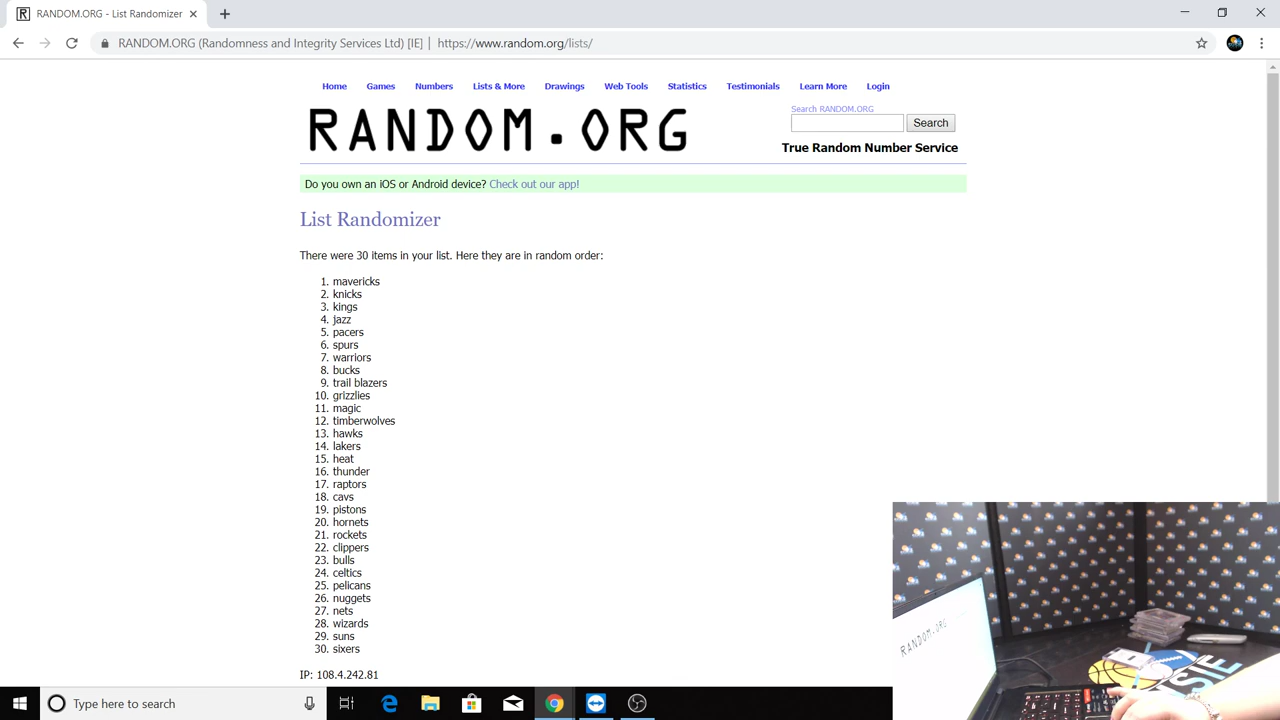 RANDOM.ORG - List Randomizer
RANDOM.ORG (Randomness and Integrity Services Ltd) [IE] | https://www.random.org/lists/
Home Games Numbers Lists & More Drawings Web Tools Statistics Testimonials Learn More Login
RANDOM.ORG
Search RANDOM.ORG
Search
True Random Number Service
Do you own an iOS or Android device? Check out our app!
List Randomizer
There were 30 items in your list. Here they are in random order:
1. mavericks
2. knicks
3. kings
4. jazz
5. pacers
6. spurs
7. warriors
8. bucks
9. trail blazers
10. grizzlies
11. magic
12. timberwolves
13. hawks
14. lakers
15. heat
16. thunder
17. raptors
18. cavs
19. pistons
20. hornets
21. rockets
22. clippers
23. bulls
24. celtics
25. pelicans
26. nuggets
27. nets
28. wizards
29. suns
30. sixers
IP: 108.4.242.81
RANDOM.ORG
Type here to search